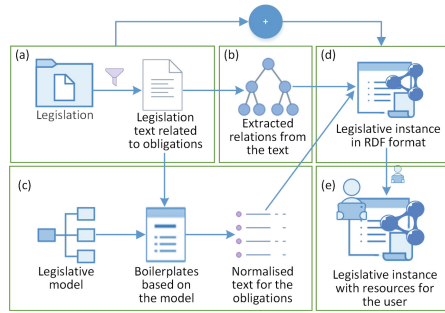 +
(a)
(b)
(d)
Legislation
Legislation
text related
to obligations
Extracted
relations from
the text
Legislative instance
in RDF format
(c)
(e)
Legislative
model
Boilerplates
based on
the model
Normalised
text for the
obligations
Legislative instance
with resources for
the user